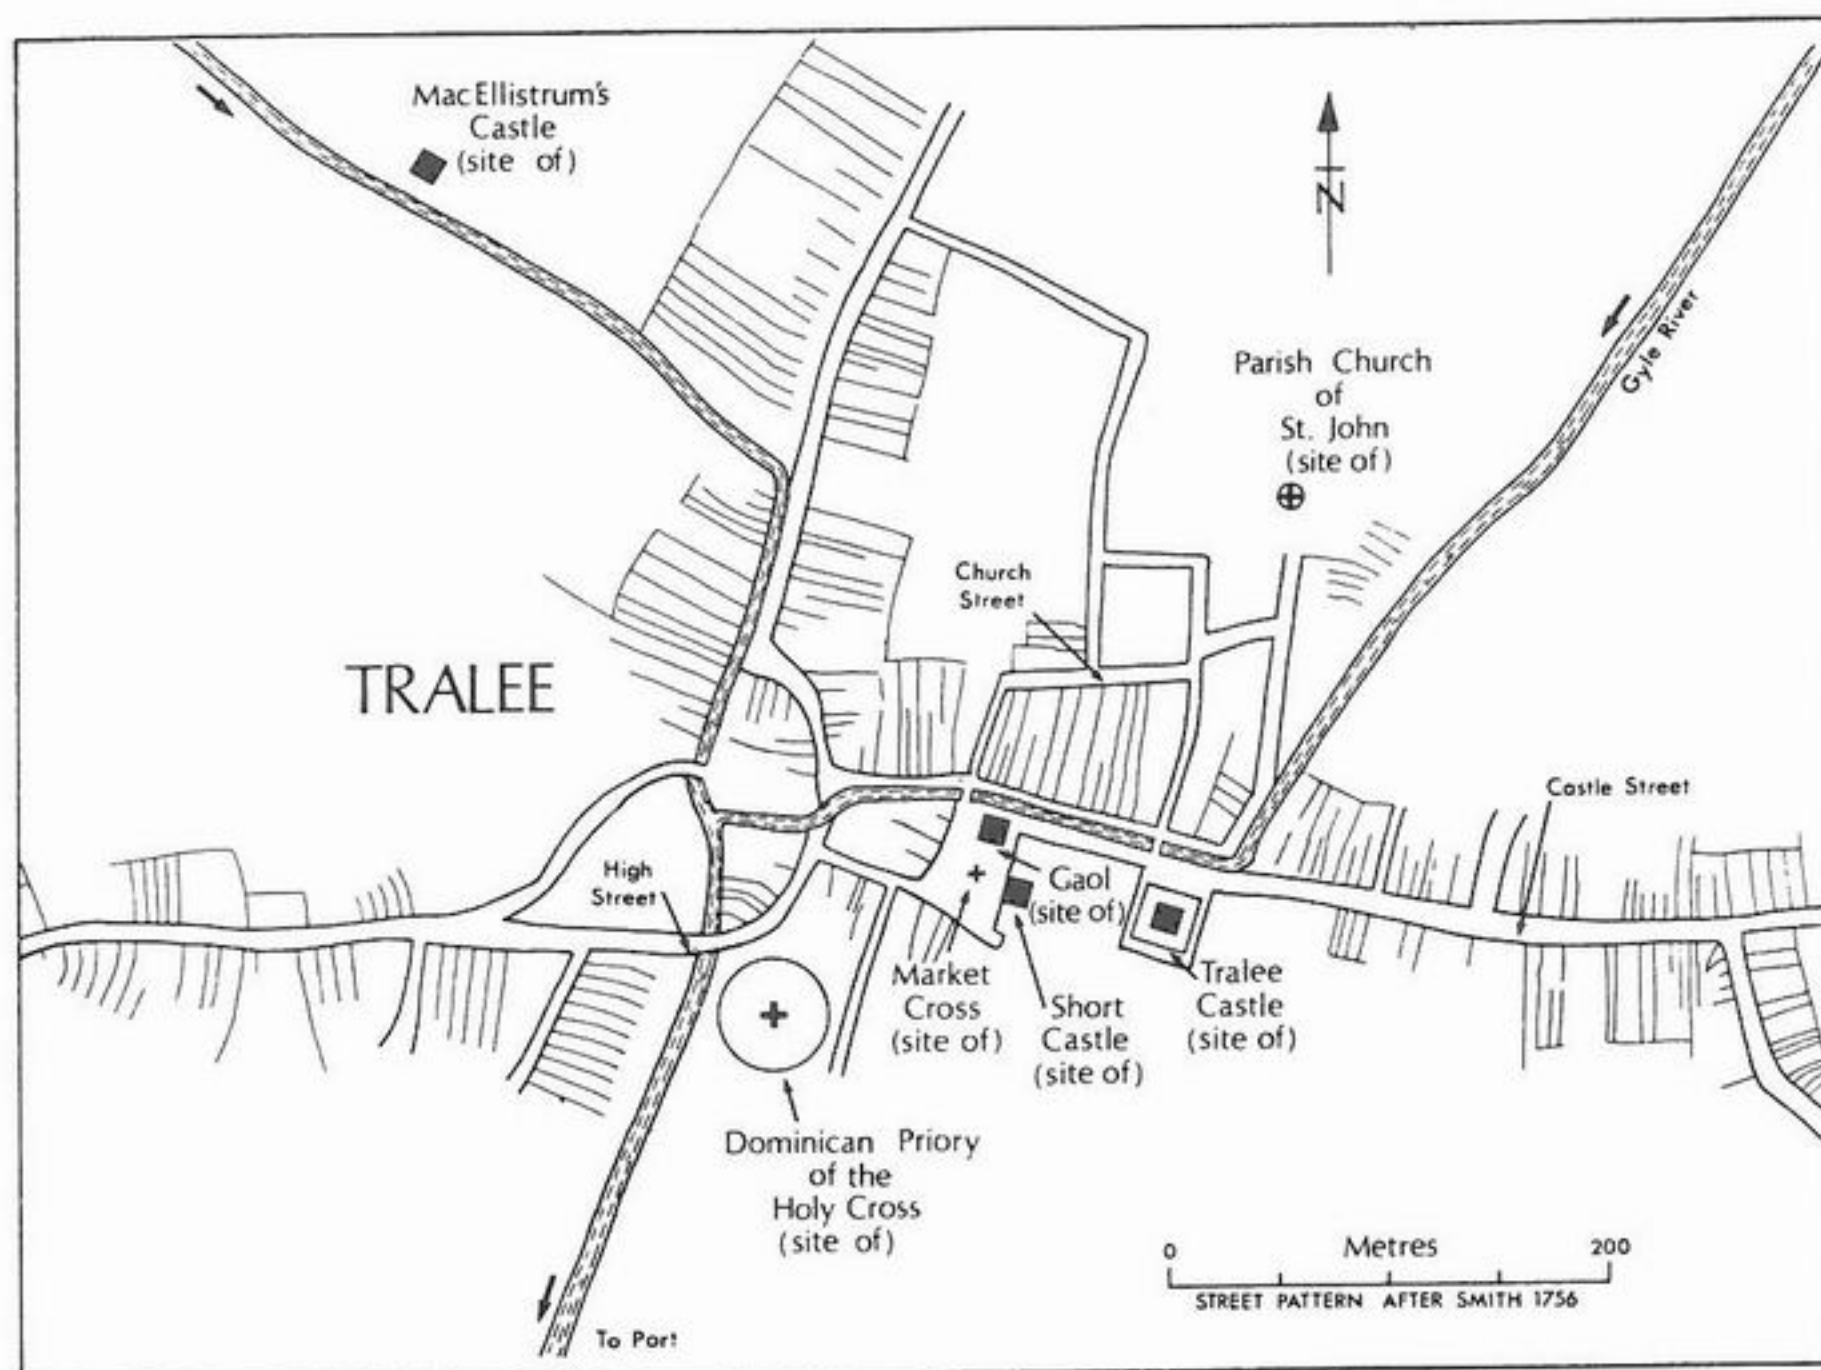 MacEllistrum's
Castle
(site of)
N
Gyle River
Parish Church
of
St. John
(site of)
Church
Street
TRALEE
Castle Street
High
Street
Gaol
(site of)
Market
Cross
(site of)
Short
Castle
(site of)
Tralee
Castle
(site of)
Dominican Priory
of the
Holy Cross
(site of)
0 Metres 200
STREET PATTERN AFTER SMITH 1756
To Port